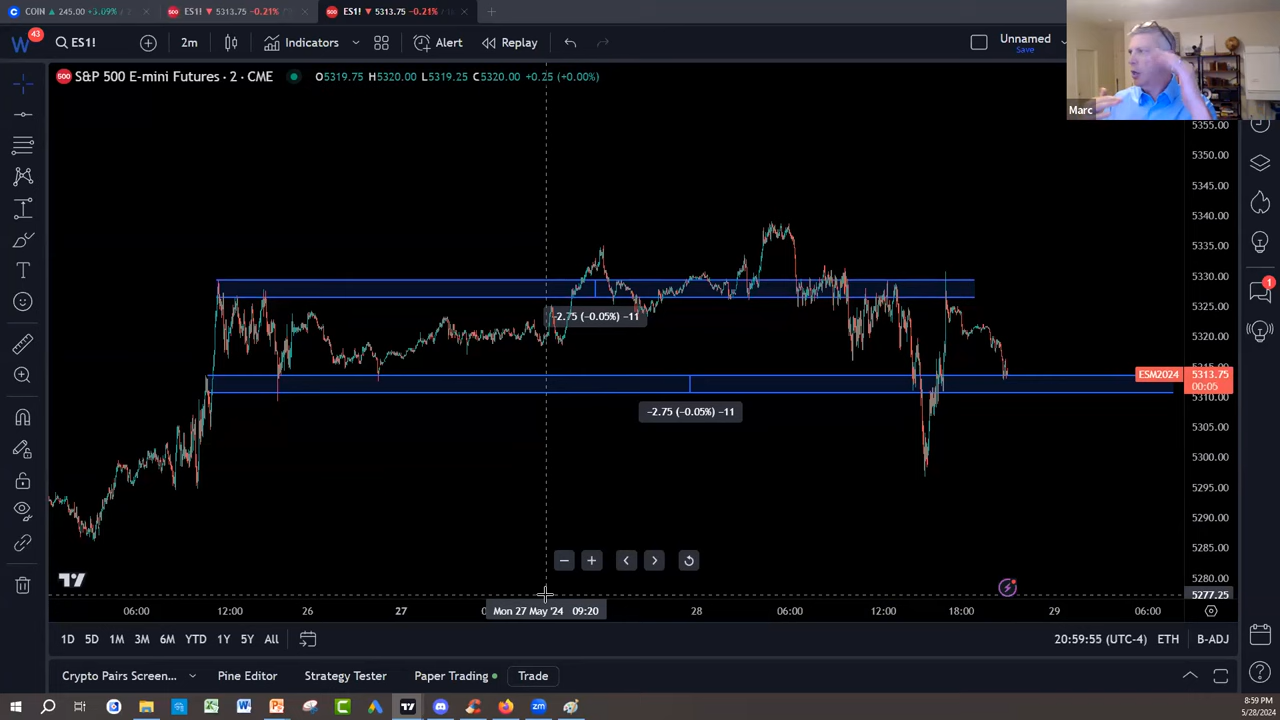 COIN ▲ 245.00 +3.09%
ES1! ▼ 5313.75 −0.21%
ES1! ▼ 5313.75 −0.21%
43
ES1!
2m
Indicators
Alert
Replay
Unnamed
Save
Marc
500 S&P 500 E-mini Futures · 2 · CME
O5319.75 H5320.00 L5319.25 C5320.00 +0.25 (+0.00%)
5355.00
5350.00
5345.00
5340.00
5335.00
5330.00
5325.00
5320.00
−2.75 (−0.05%) −11
ESM2024 5313.75
00:05
5310.00
−2.75 (−0.05%) −11
5305.00
5300.00
5295.00
5290.00
5285.00
5280.00
5277.25
1
06:00 12:00 26 27 Mon 27 May '24 09:20 28 06:00 12:00 18:00 29 06:00
1D 5D 1M 3M 6M YTD 1Y 5Y All
20:59:55 (UTC-4) ETH B-ADJ
Crypto Pairs Screen... Pine Editor Strategy Tester Paper Trading Trade
8:59 PM
5/28/2024